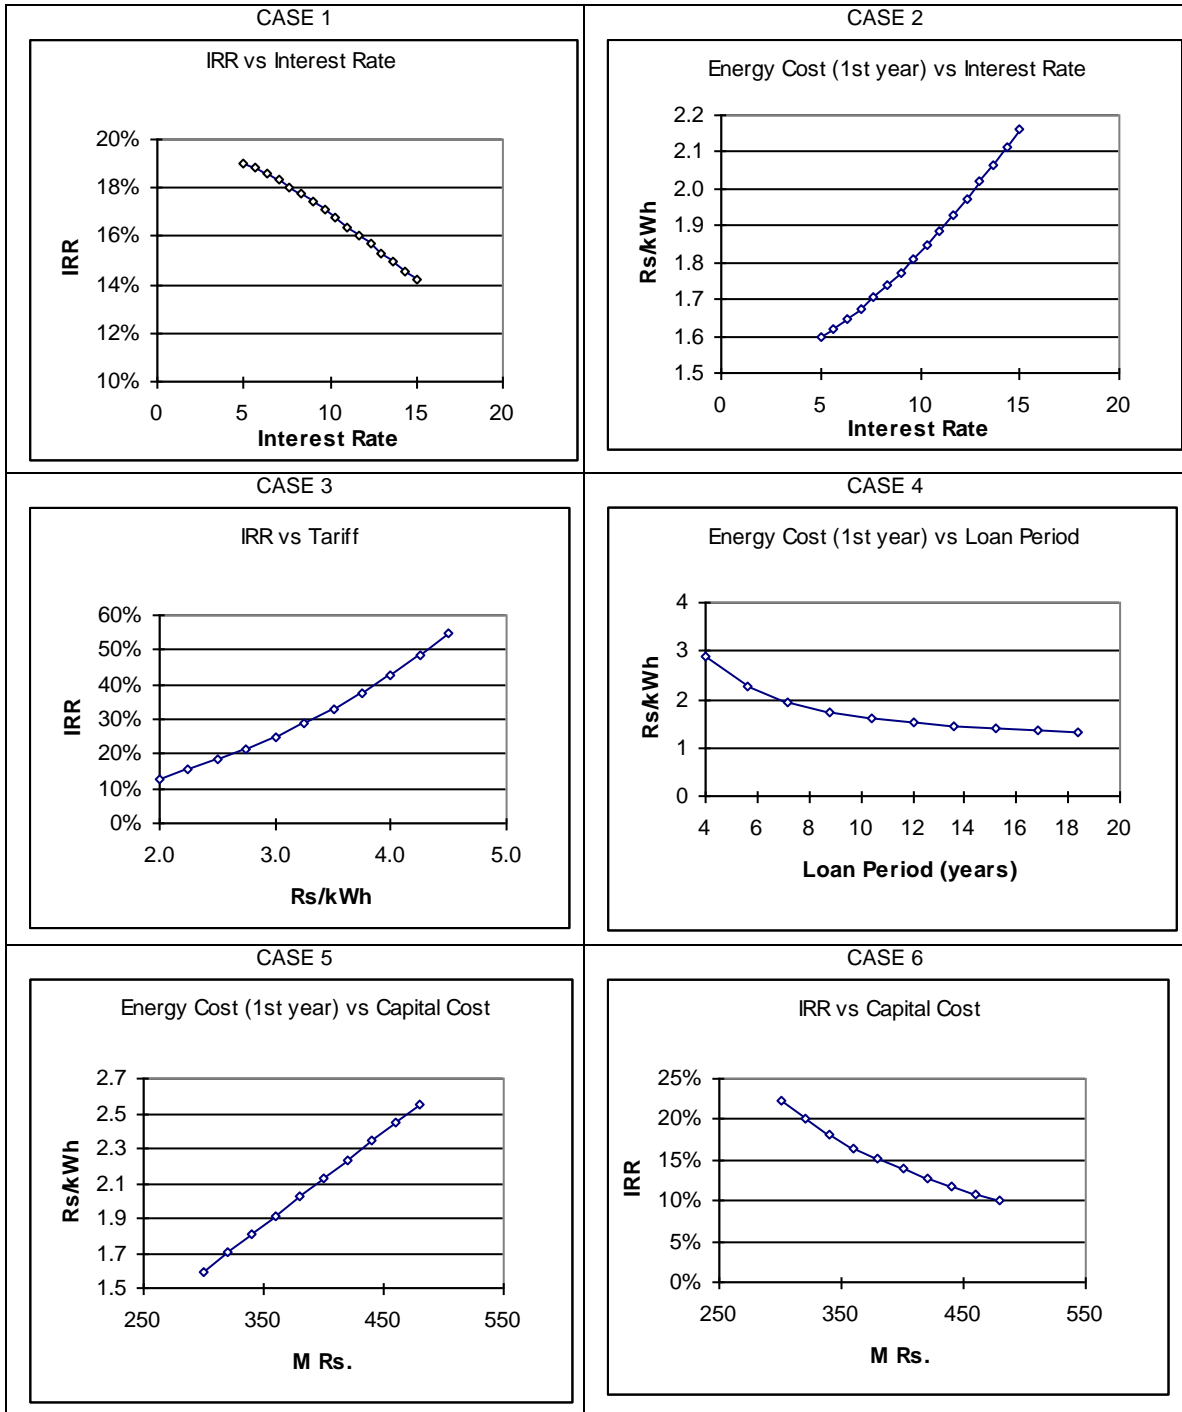 CASE 1
IRR vs Interest Rate
20%
18%
16%
14%
12%
10%
IRR
0 5 10 15 20
Interest Rate
CASE 2
Energy Cost (1st year) vs Interest Rate
2.2
2.1
2.0
1.9
1.8
1.7
1.6
1.5
Rs/kWh
0 5 10 15 20
Interest Rate
CASE 3
IRR vs Tariff
60%
50%
40%
30%
20%
10%
0%
IRR
2.0 3.0 4.0 5.0
Rs/kWh
CASE 4
Energy Cost (1st year) vs Loan Period
4
3
2
1
0
Rs/kWh
4 6 8 10 12 14 16 18 20
Loan Period (years)
CASE 5
Energy Cost (1st year) vs Capital Cost
2.7
2.5
2.3
2.1
1.9
1.7
1.5
Rs/kWh
250 350 450 550
M Rs.
CASE 6
IRR vs Capital Cost
25%
20%
15%
10%
5%
0%
IRR
250 350 450 550
M Rs.